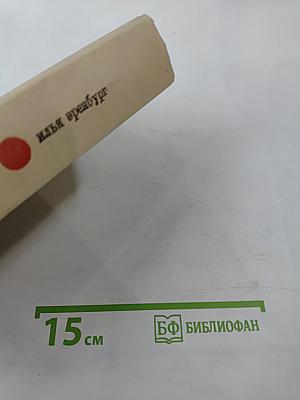 илья эренбург
15 см
БФ БИБЛИОФАН